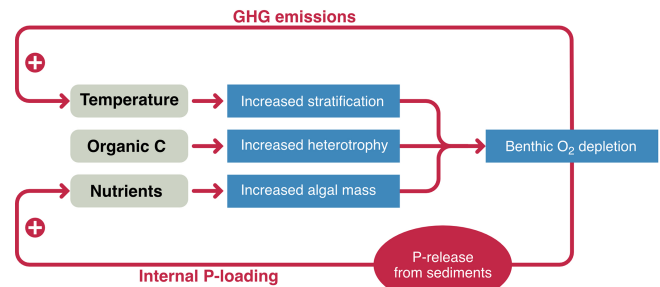 GHG emissions
+
Temperature
Increased stratification
Organic C
Increased heterotrophy
Benthic O₂ depletion
Nutrients
Increased algal mass
+
P-release
from sediments
Internal P-loading